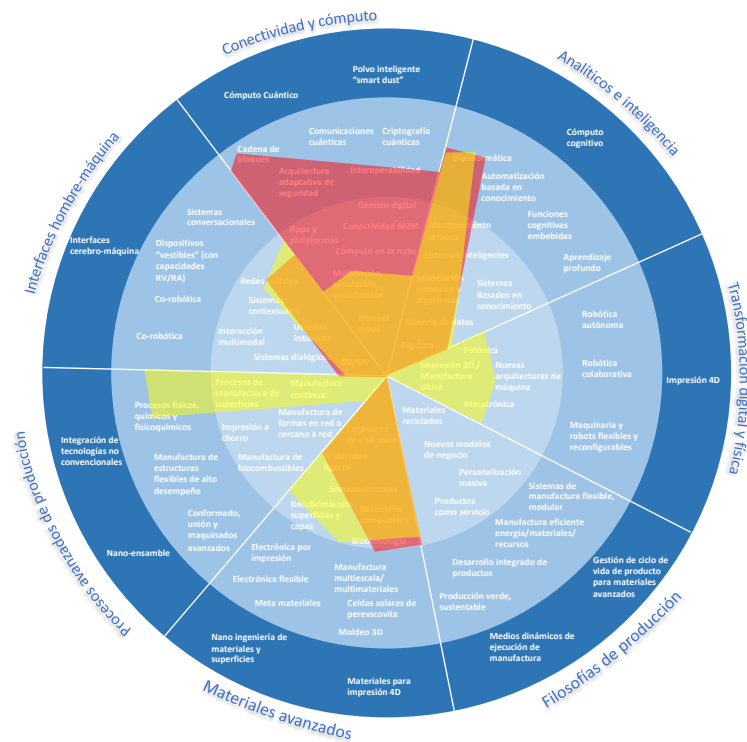 Conectividad y cómputo
Analíticos e inteligencia
Transformación digital y física
Filosofías de producción
Materiales avanzados
Procesos avanzados de producción
Interfaces hombre-máquina
Polvo inteligente
"smart dust"
Cómputo Cuántico
Comunicaciones
cuánticas
Criptografía
cuánticas
Cadena de
bloques
Arquitectura
adaptativa de
seguridad
Interoperabilidad
Gemelo digital
Apps y
plataformas
Conectividad M2M
Cómputo en la nube
Internet
Cómputo
cognitivo
Bioinformática
Automatización
basada en
conocimiento
Funciones
cognitivas
embebidas
Aprendizaje
profundo
Sistemas inteligentes
Sistemas
Basados en
conocimiento
Big data
Impresión 4D
Robótica
autónoma
Robótica
colaborativa
Maquinaria y
robots flexibles y
reconfigurables
Fotónica
Impresión 3D /
Manufactura
ditiva
Nuevas
arquitecturas de
máquina
Mecatrónica
Materiales
reciclados
Nuevos modelos
de negocio
Personalización
masiva
Productos
como servicio
Sistemas de
manufactura flexible,
modular
Manufactura eficiente
energía/materiales/
recursos
Desarrollo integrado de
productos
Producción verde,
sustentable
Gestión de ciclo de
vida de producto
para materiales
avanzados
Medios dinámicos de
ejecución de
manufactura
Cerámicos
de alto valor
Biotecnología
Recubrimiento
superficies y
capas
Electrónica por
impresión
Electrónica flexible
Meta materiales
Manufactura
multiescala/
multimateriales
Celdas solares de
perevscovita
Moldeo 3D
Nano ingeniería de
materiales y
superficies
Materiales para
impresión 4D
Procesos de
manufactura de
superficies
Manufactura
continua
Manufactura de
formas en red o
cercano a red
Impresión a
chorro
Manufactura de
biocombustibles
Procesos físicos,
químicos y
fisicoquímicos
Manufactura de
estructuras
flexibles de alto
desempeño
Conformado,
unión y
maquinados
avanzados
Integración de
tecnologías no
convencionales
Nano-ensamble
Interfaces
cerebro-máquina
Sistemas
conversacionales
Dispositivos
"vestibles" (con
capacidades
RV/RA)
Co-robótica
Co-robótica
Redes
Sistemas
contextuales
Interacción
multimodal
Sistemas dialógicos
RV/RA